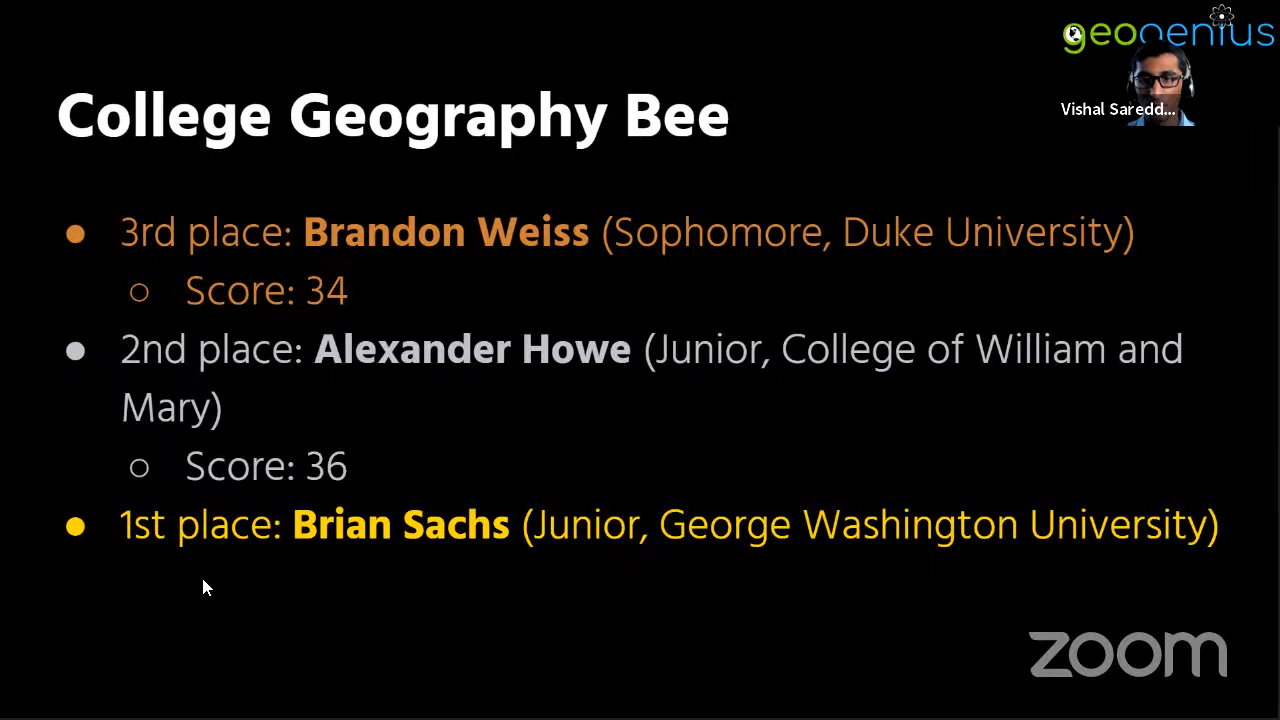 geogenius
Vishal Saredd...
College Geography Bee
● 3rd place: Brandon Weiss (Sophomore, Duke University)
○ Score: 34
● 2nd place: Alexander Howe (Junior, College of William and
Mary)
○ Score: 36
● 1st place: Brian Sachs (Junior, George Washington University)
zoom